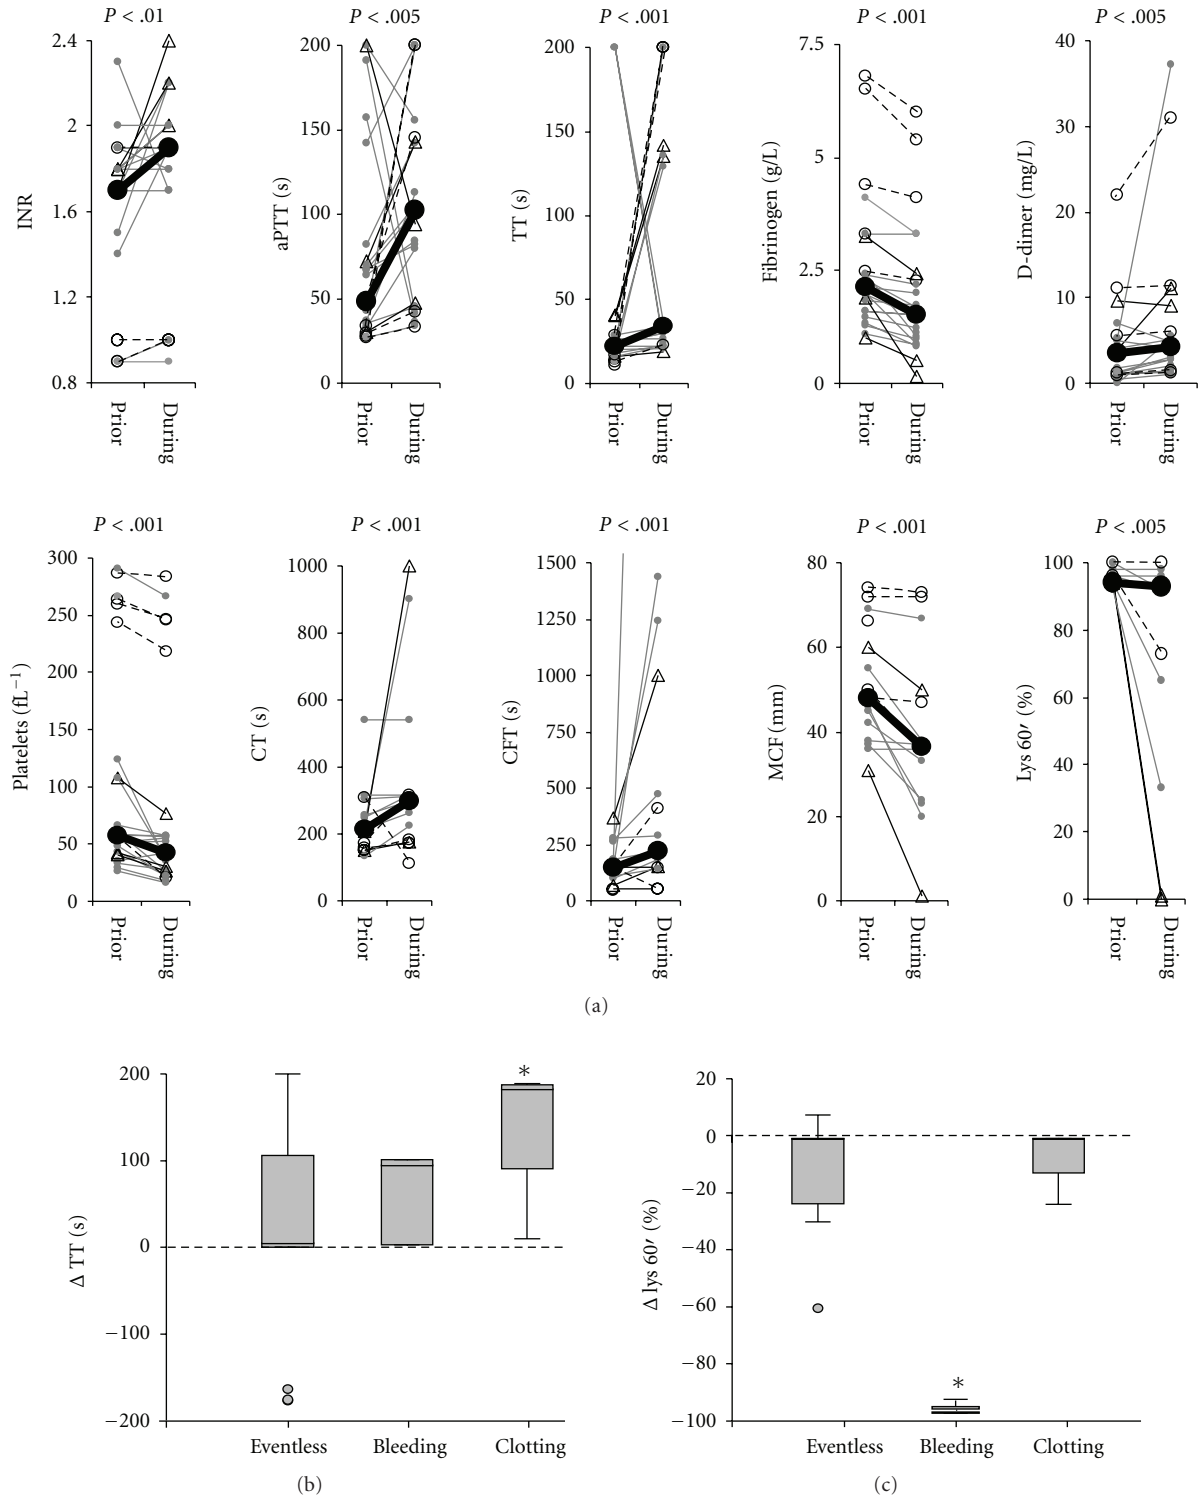 P < .01
P < .005
P < .001
P < .001
P < .005
2.4
2
1.6
1.2
0.8
INR
Prior
During
200
150
100
50
0
aPTT (s)
Prior
During
200
150
100
50
0
TT (s)
Prior
During
7.5
5
2.5
0
Fibrinogen (g/L)
Prior
During
40
30
20
10
0
D-dimer (mg/L)
Prior
During
P < .001
P < .001
P < .001
P < .001
P < .005
300
250
200
150
100
50
0
Platelets (fL−1)
Prior
During
1000
800
600
400
200
0
CT (s)
Prior
During
1500
1250
1000
750
500
250
0
CFT (s)
Prior
During
80
60
40
20
0
MCF (mm)
Prior
During
100
80
60
40
20
0
Lys 60′ (%)
Prior
During
(a)
200
100
0
−100
−200
Δ TT (s)
*
Eventless
Bleeding
Clotting
(b)
20
0
−20
−40
−60
−80
−100
Δ lys 60′ (%)
*
Eventless
Bleeding
Clotting
(c)